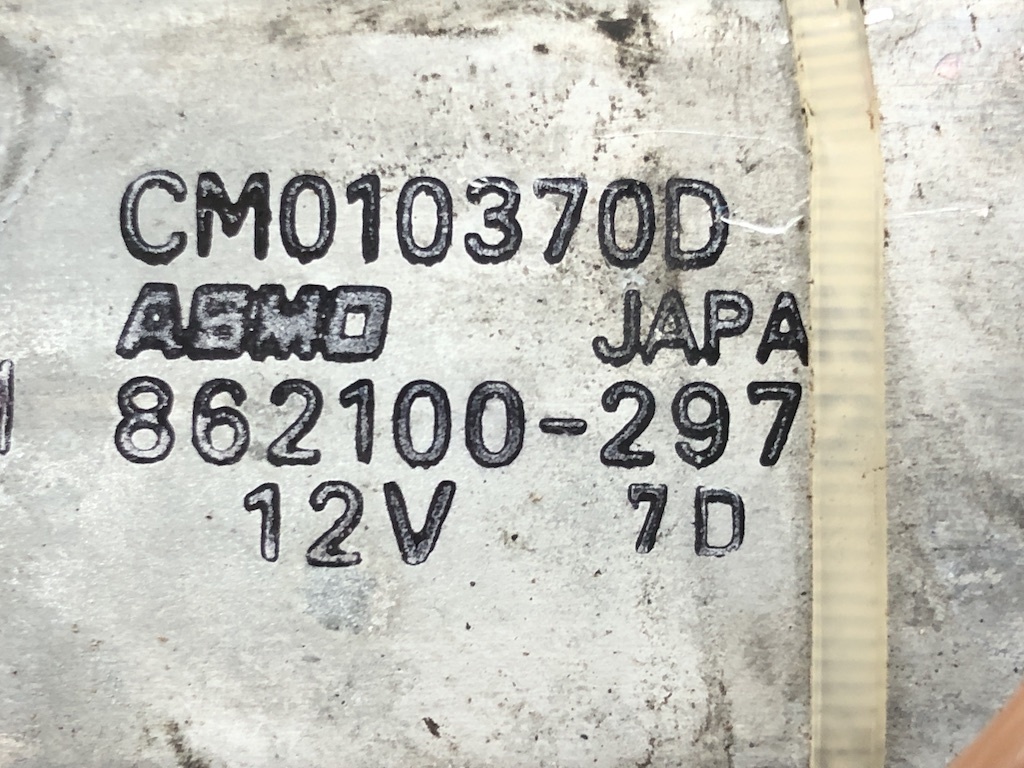 CM010370D
ASMO JAPA
862100-297
12V 7D